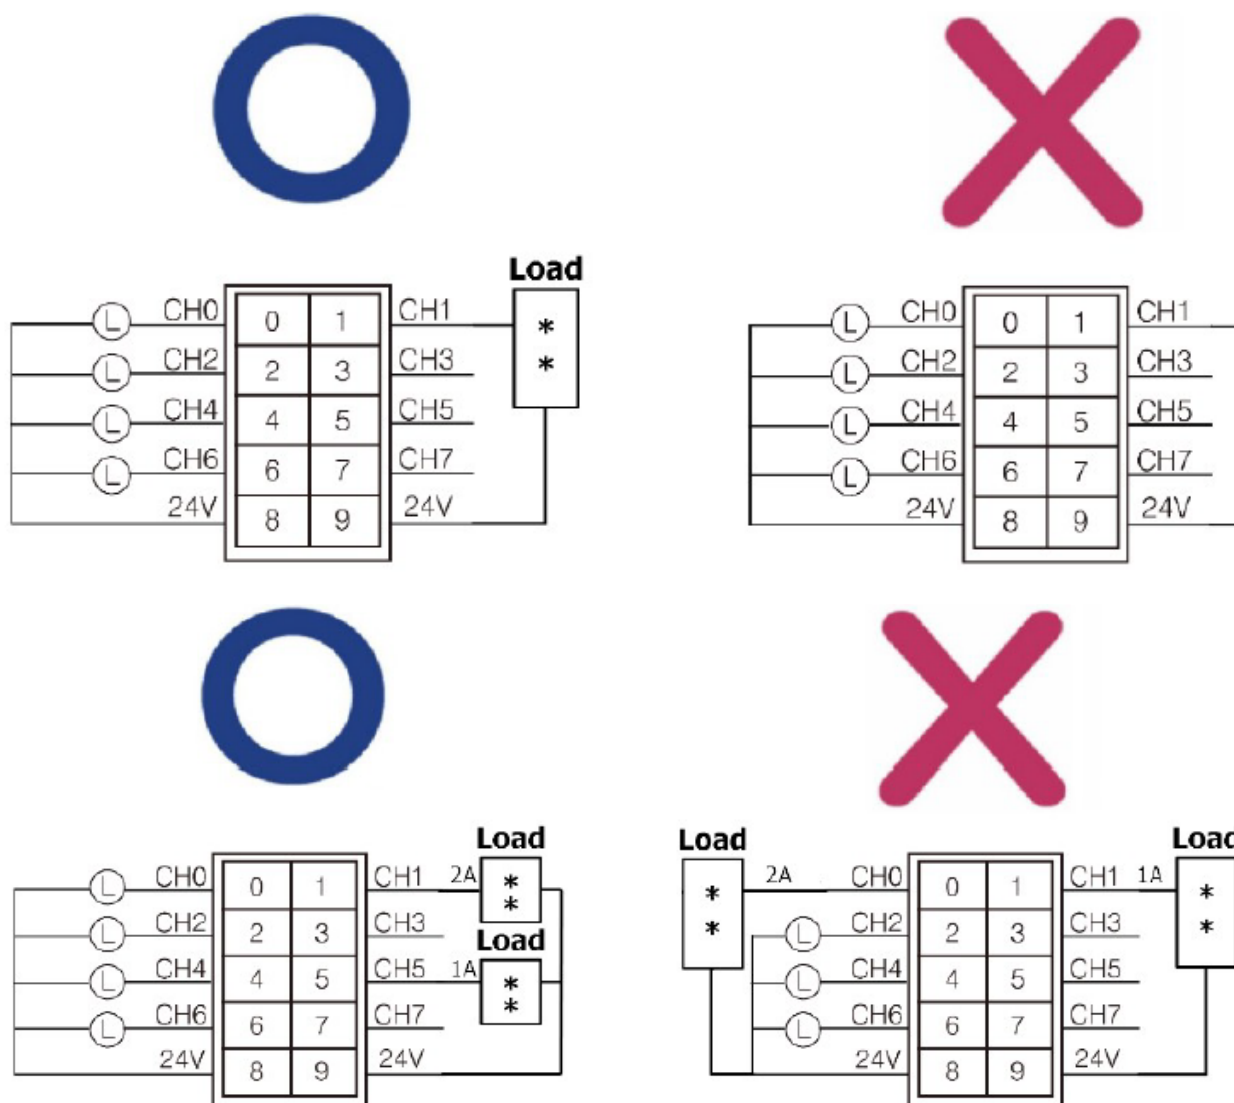 Load
CH0 0 1 CH1 * *
CH2 2 3 CH3
CH4 4 5 CH5
CH6 6 7 CH7
24V 8 9 24V
L
L
L
L
CH0 0 1 CH1
CH2 2 3 CH3
CH4 4 5 CH5
CH6 6 7 CH7
24V 8 9 24V
L
L
L
L
Load
CH0 0 1 CH1 2A * *
CH2 2 3 CH3
Load
CH4 4 5 CH5 1A * *
CH6 6 7 CH7
24V 8 9 24V
L
L
L
L
Load
Load
* * 2A CH0 0 1 CH1 1A * *
CH2 2 3 CH3
CH4 4 5 CH5
CH6 6 7 CH7
24V 8 9 24V
L
L
L